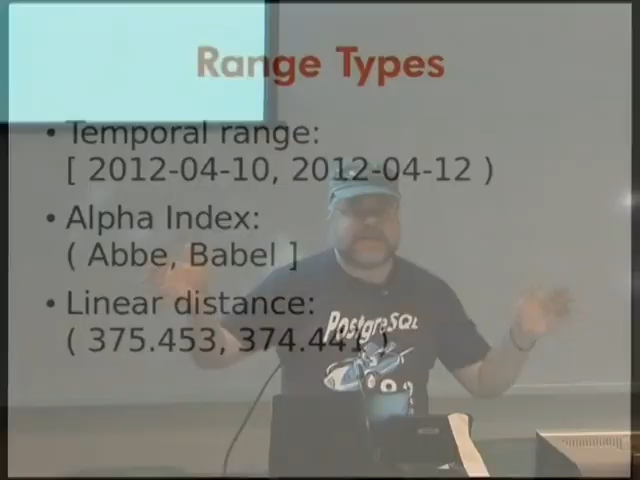 Range Types
• Temporal range:
[ 2012-04-10, 2012-04-12 )
• Alpha Index:
( Abbe, Babel ]
• Linear distance:
( 375.453, 374.441 )
PostgreSQL